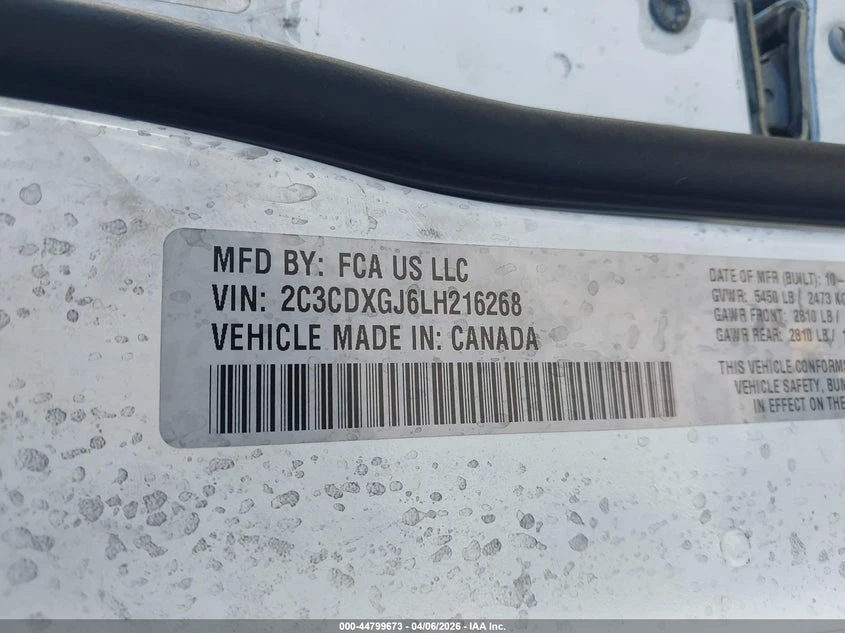 MFD BY: FCA US LLC
VIN: 2C3CDXGJ6LH216268
VEHICLE MADE IN: CANADA
DATE OF MFR (BUILT): 10-
GVWR: 5450 LB / 2473 KG
GAWR FRONT: 2810 LB /
GAWR REAR: 2810 LB / 1
THIS VEHICLE CONFORMS
VEHICLE SAFETY, BUM
IN EFFECT ON THE
000-44799673 - 04/06/2026 - IAA Inc.